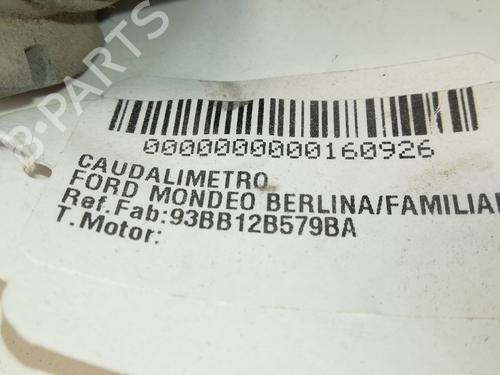 B-PARTS
0000000000160926
CAUDALIMETRO
FORD MONDEO BERLINA/FAMILIAR
Ref.Fab:93BB12B579BA
T.Motor: